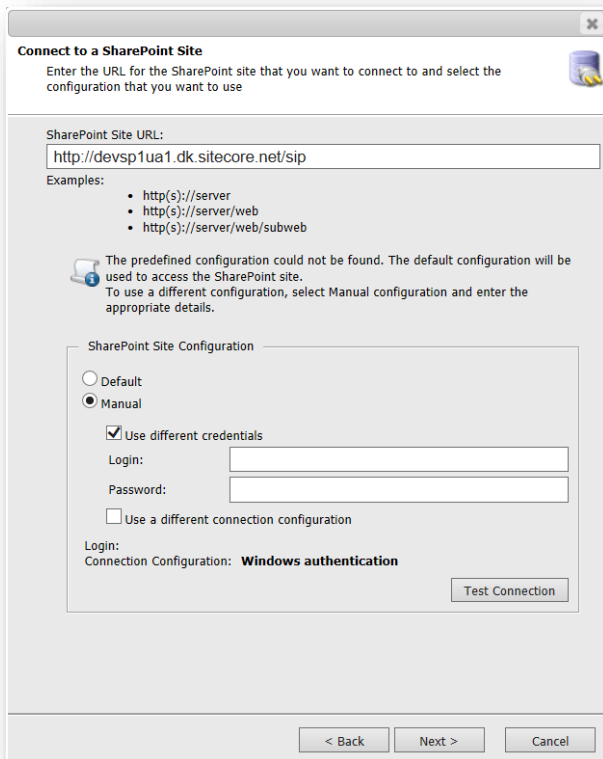 Connect to a SharePoint Site
Enter the URL for the SharePoint site that you want to connect to and select the
configuration that you want to use
SharePoint Site URL:
http://devsp1ua1.dk.sitecore.net/sip
Examples:
• http(s)://server
• http(s)://server/web
• http(s)://server/web/subweb
The predefined configuration could not be found. The default configuration will be
used to access the SharePoint site.
To use a different configuration, select Manual configuration and enter the
appropriate details.
SharePoint Site Configuration
Default
Manual
Use different credentials
Login:
Password:
Use a different connection configuration
Login:
Connection Configuration: Windows authentication
Test Connection
< Back Next > Cancel